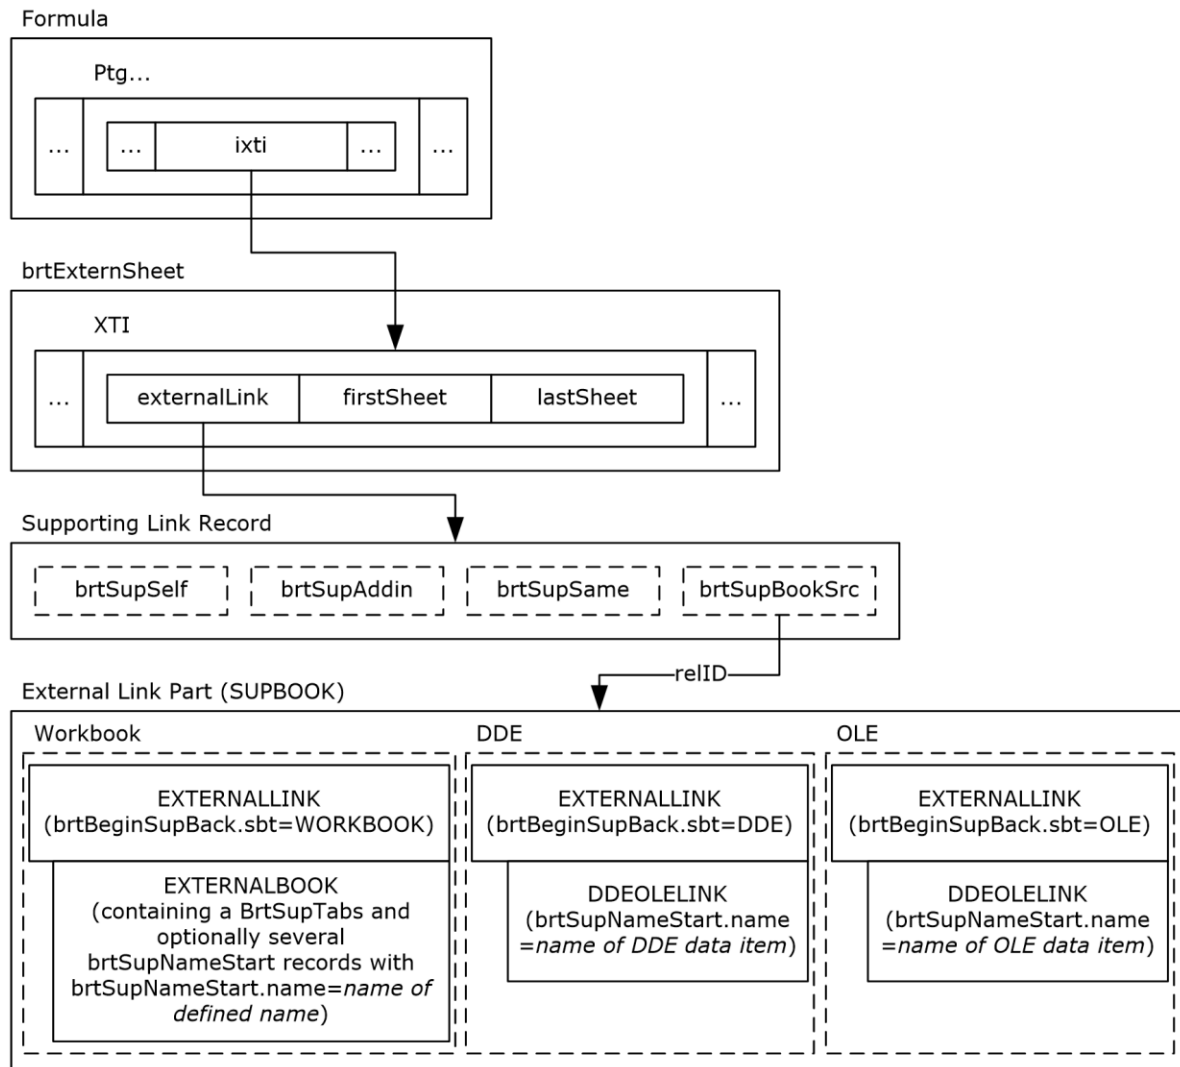 Formula
Ptg...
... ... ixti ... ...
brtExternSheet
XTI
... externalLink firstSheet lastSheet ...
Supporting Link Record
brtSupSelf brtSupAddin brtSupSame brtSupBookSrc
relID
External Link Part (SUPBOOK)
Workbook
EXTERNALLINK
(brtBeginSupBack.sbt=WORKBOOK)
EXTERNALBOOK
(containing a BrtSupTabs and
optionally several
brtSupNameStart records with
brtSupNameStart.name=name of
defined name)
DDE
EXTERNALLINK
(brtBeginSupBack.sbt=DDE)
DDEOLELINK
(brtSupNameStart.name
=name of DDE data item)
OLE
EXTERNALLINK
(brtBeginSupBack.sbt=OLE)
DDEOLELINK
(brtSupNameStart.name
=name of OLE data item)